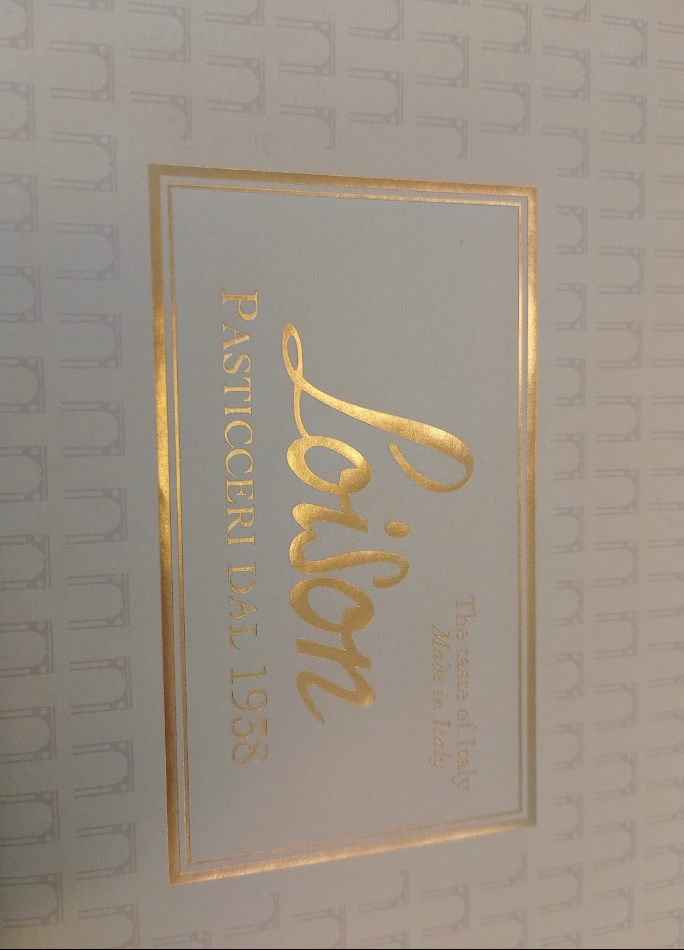 The taste of Italy
Made in Italy
Loison
PASTICCERI DAL 1938